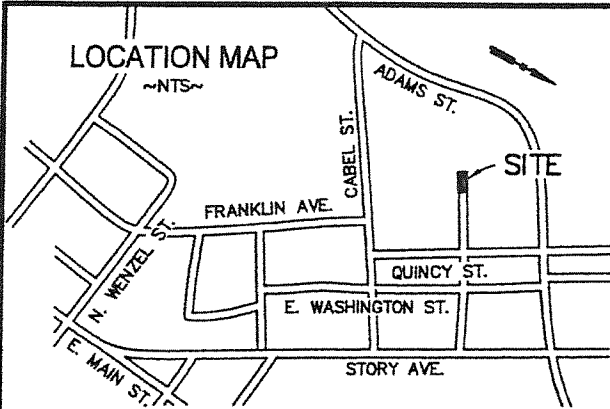 LOCATION MAP
~NTS~
ADAMS ST.
CABEL ST.
SITE
FRANKLIN AVE.
N. WENZEL ST.
QUINCY ST.
E. WASHINGTON ST.
E. MAIN ST.
STORY AVE.